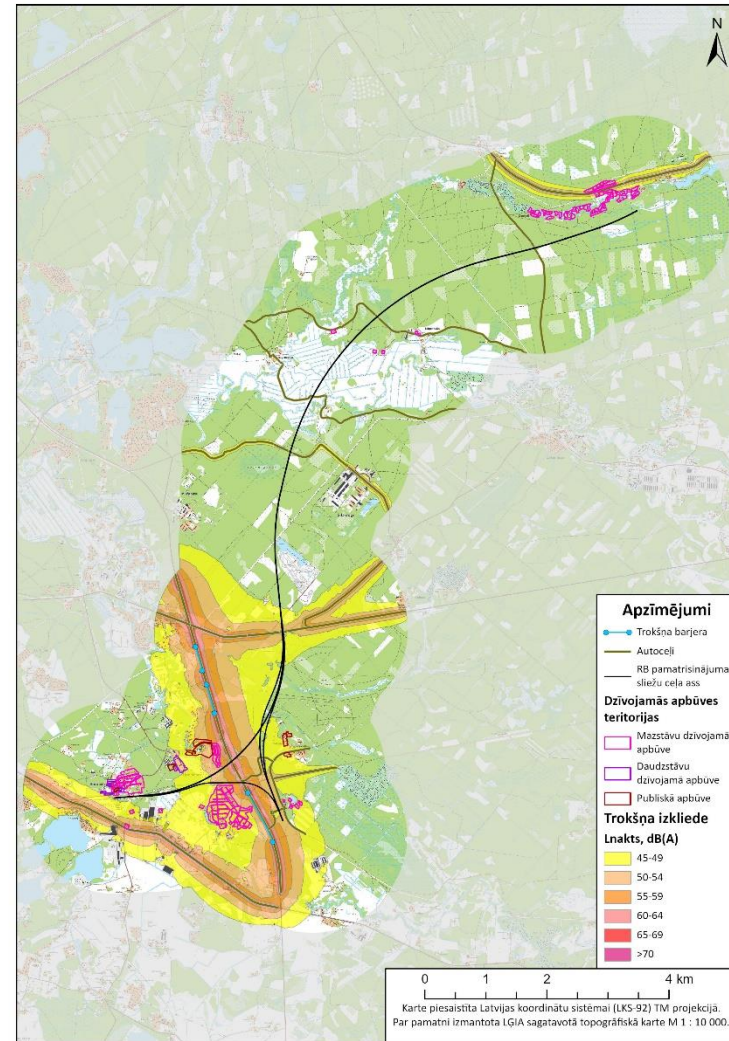 N
Apzīmējumi
Trokšņa barjera
Autoceļi
RB pamatrisinājuma
sliežu ceļa ass
Dzīvojamās apbūves
teritorijas
Mazstāvu dzīvojamā
apbūve
Daudzstāvu
dzīvojamā apbūve
Publiskā apbūve
Trokšņa izkliede
Lnakts, dB(A)
45-49
50-54
55-59
60-64
65-69
>70
0 1 2 4 km
Karte piesaistīta Latvijas koordinātu sistēmai (LKS-92) TM projekcijā.
Par pamatni izmantota LĢIA sagatavotā topogrāfiskā karte M 1 : 10 000.